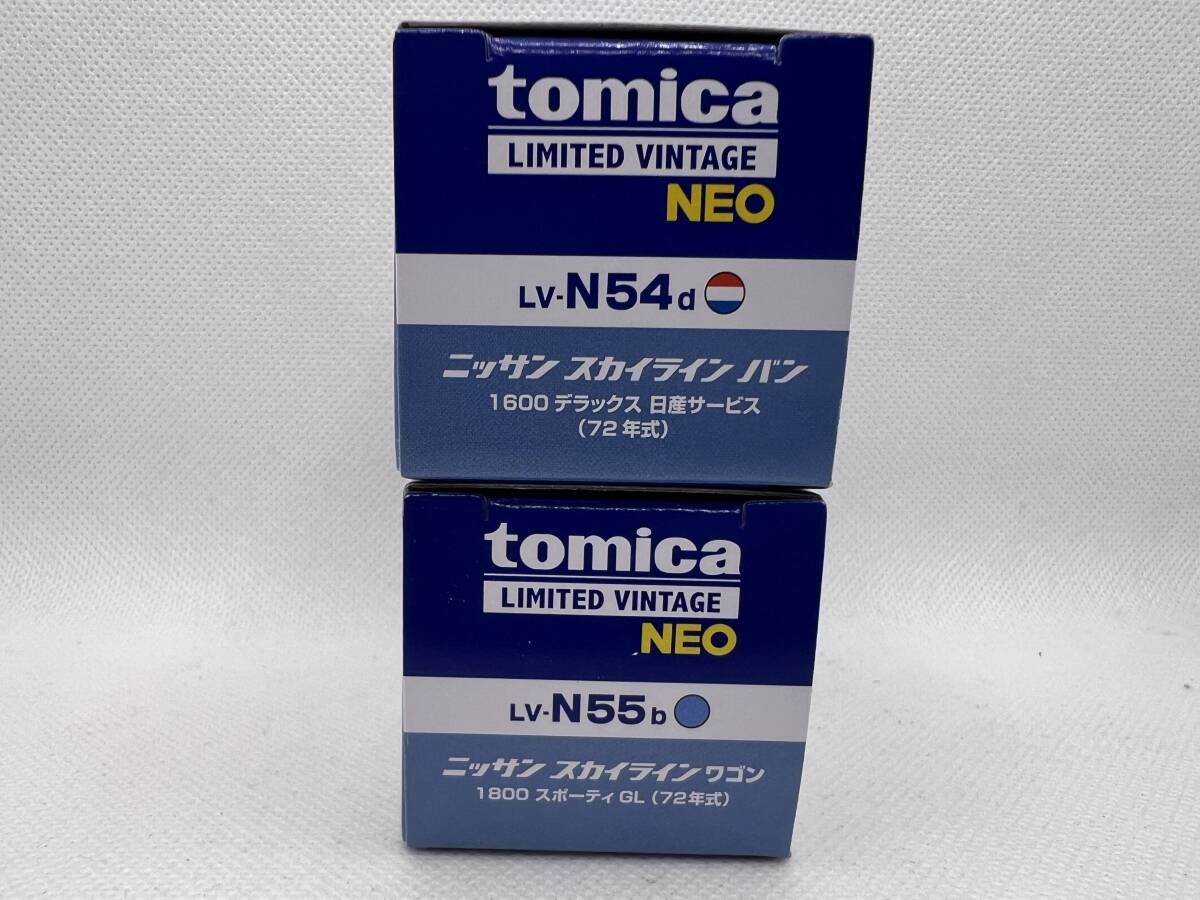 tomica
LIMITED VINTAGE
NEO
LV-N54d
ニッサン スカイライン バン
1600 デラックス 日産サービス
(72年式)
tomica
LIMITED VINTAGE
NEO
LV-N55b
ニッサン スカイライン ワゴン
1800 スポーティ GL (72年式)